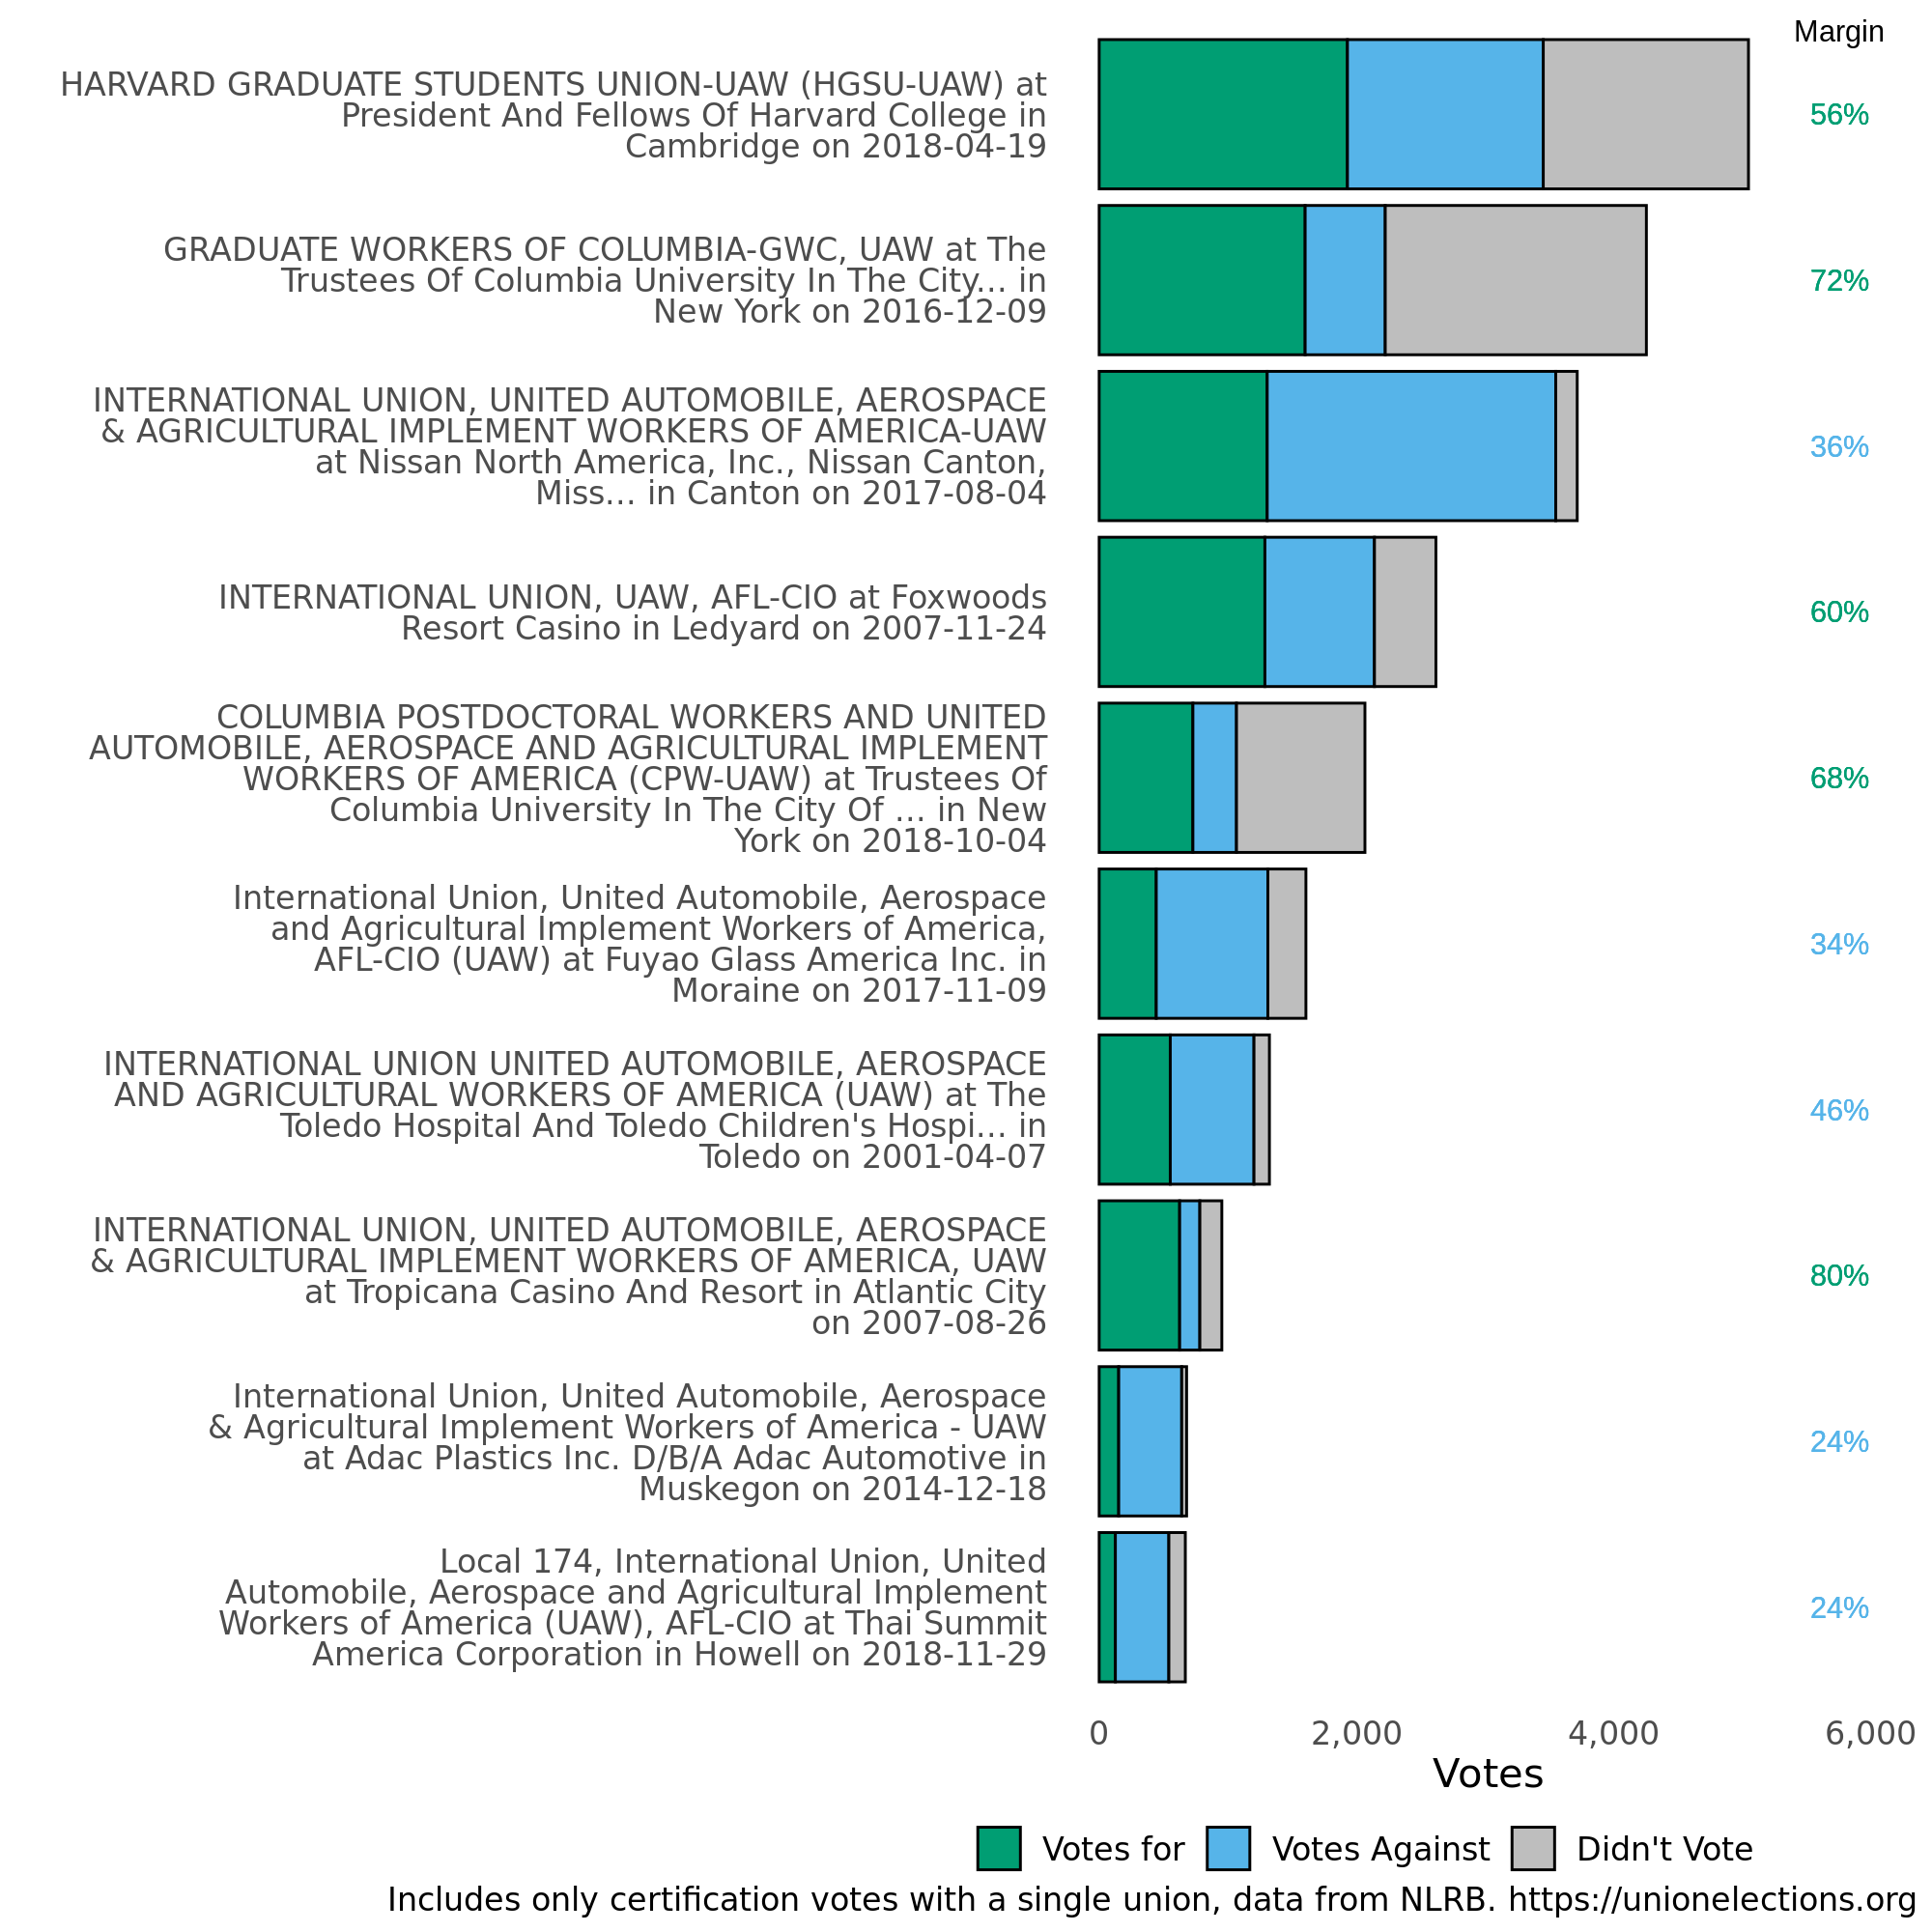 Margin
HARVARD GRADUATE STUDENTS UNION-UAW (HGSU-UAW) at
President And Fellows Of Harvard College in
Cambridge on 2018-04-19
56%
GRADUATE WORKERS OF COLUMBIA-GWC, UAW at The
Trustees Of Columbia University In The City... in
New York on 2016-12-09
72%
INTERNATIONAL UNION, UNITED AUTOMOBILE, AEROSPACE
& AGRICULTURAL IMPLEMENT WORKERS OF AMERICA-UAW
at Nissan North America, Inc., Nissan Canton,
Miss... in Canton on 2017-08-04
36%
INTERNATIONAL UNION, UAW, AFL-CIO at Foxwoods
Resort Casino in Ledyard on 2007-11-24
60%
COLUMBIA POSTDOCTORAL WORKERS AND UNITED
AUTOMOBILE, AEROSPACE AND AGRICULTURAL IMPLEMENT
WORKERS OF AMERICA (CPW-UAW) at Trustees Of
Columbia University In The City Of ... in New
York on 2018-10-04
68%
International Union, United Automobile, Aerospace
and Agricultural Implement Workers of America,
AFL-CIO (UAW) at Fuyao Glass America Inc. in
Moraine on 2017-11-09
34%
INTERNATIONAL UNION UNITED AUTOMOBILE, AEROSPACE
AND AGRICULTURAL WORKERS OF AMERICA (UAW) at The
Toledo Hospital And Toledo Children's Hospi... in
Toledo on 2001-04-07
46%
INTERNATIONAL UNION, UNITED AUTOMOBILE, AEROSPACE
& AGRICULTURAL IMPLEMENT WORKERS OF AMERICA, UAW
at Tropicana Casino And Resort in Atlantic City
on 2007-08-26
80%
International Union, United Automobile, Aerospace
& Agricultural Implement Workers of America - UAW
at Adac Plastics Inc. D/B/A Adac Automotive in
Muskegon on 2014-12-18
24%
Local 174, International Union, United
Automobile, Aerospace and Agricultural Implement
Workers of America (UAW), AFL-CIO at Thai Summit
America Corporation in Howell on 2018-11-29
24%
0 2,000 4,000 6,000
Votes
Votes for Votes Against Didn't Vote
Includes only certification votes with a single union, data from NLRB. https://unionelections.org